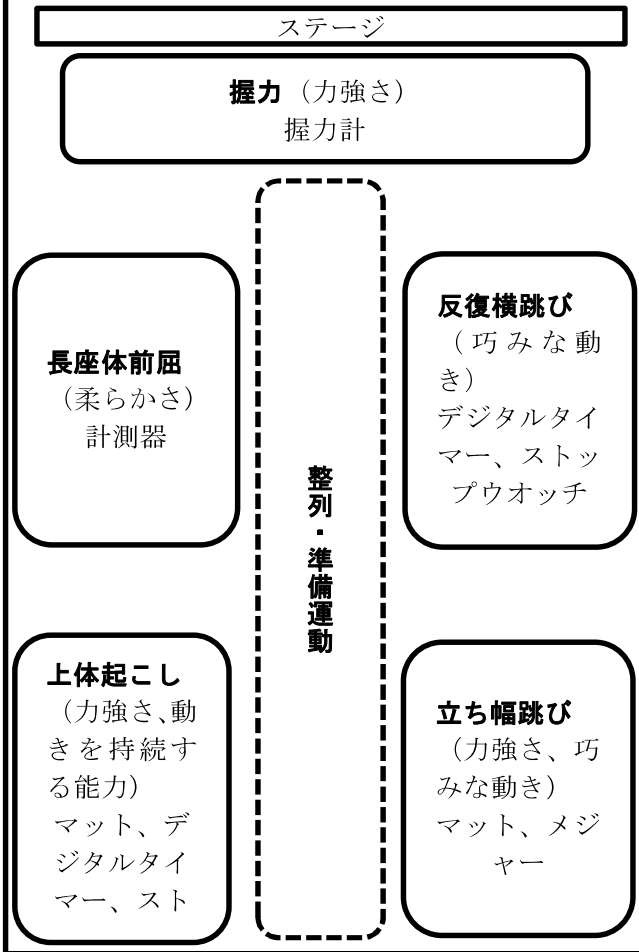 ステージ
握力（力強さ）
握力計
長座体前屈
（柔らかさ）
計測器
反復横跳び
（巧みな動
き）
デジタルタイ
マー、ストッ
プウオッチ
整列・準備運動
上体起こし
（力強さ、動
きを持続す
る能力）
マット、デ
ジタルタイ
マー、スト
立ち幅跳び
（力強さ、巧
みな動き）
マット、メジ
ャー